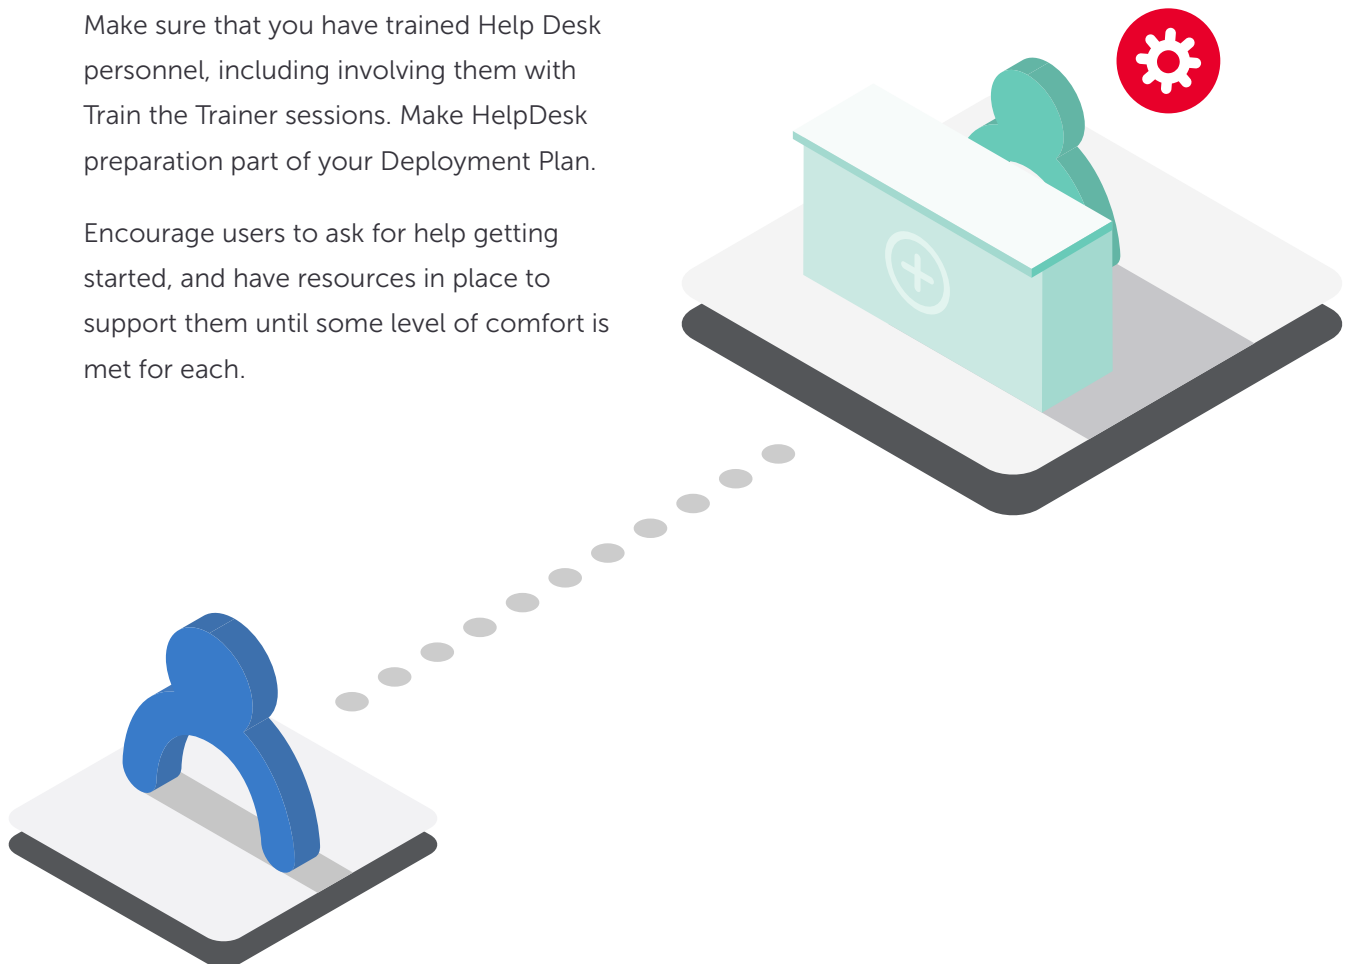 Make sure that you have trained Help Desk
personnel, including involving them with
Train the Trainer sessions. Make HelpDesk
preparation part of your Deployment Plan.
Encourage users to ask for help getting
started, and have resources in place to
support them until some level of comfort is
met for each.